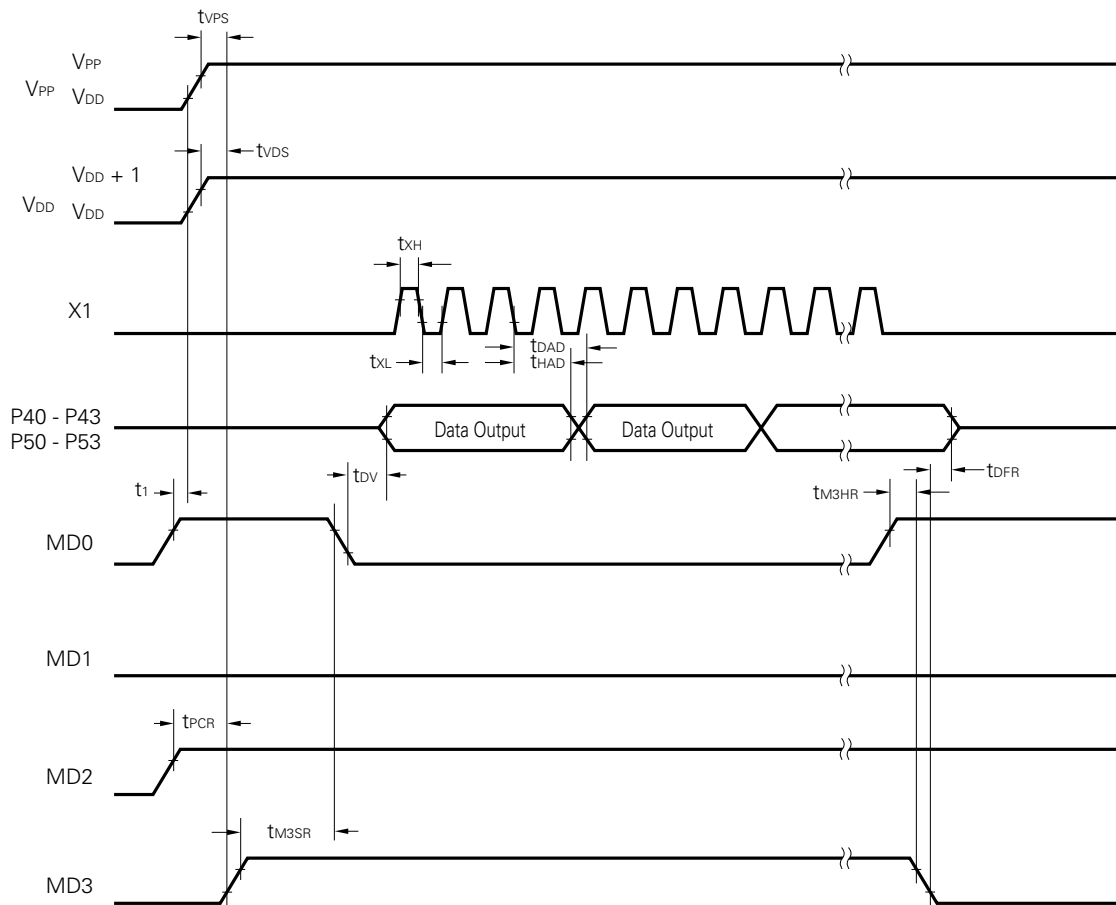 tVPS
VPP
VPP VDD
tVDS
VDD + 1
VDD VDD
tXH
X1
tDAD
tXL tHAD
P40 - P43
P50 - P53
Data Output Data Output
tDV tDFR
t1 tM3HR
MD0
MD1
tPCR
MD2
tM3SR
MD3